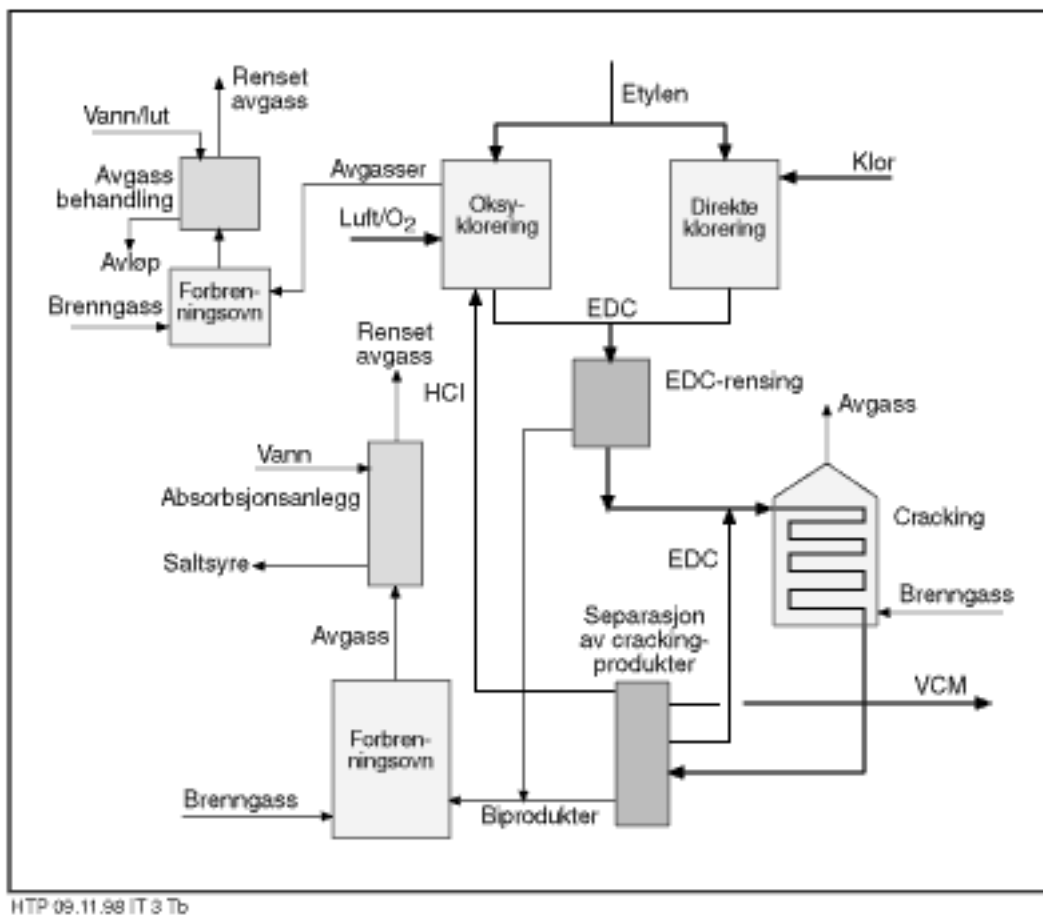 Renset
avgass
Etylen
Vann/lut
Avgass
behandling
Avgasser
Klor
Oksy-
klorering
Direkte
klorering
Luft/O2
Avløp
Forbren-
ningsovn
Brenngass
EDC
Renset
avgass
HCl
EDC-rensing
Avgass
Vann
Absorbsjonsanlegg
Cracking
Saltsyre
EDC
Brenngass
Separasjon
av cracking-
produkter
Avgass
VCM
Forbren-
ningsovn
Brenngass
Biprodukter
HTP 09.11.98 IT 3 Tb